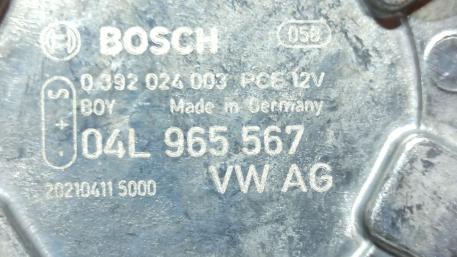 BOSCH 058
0 392 024 003 PCE 12V
BOY Made in Germany
S + -
04L 965 567
20210411 5000 VW AG